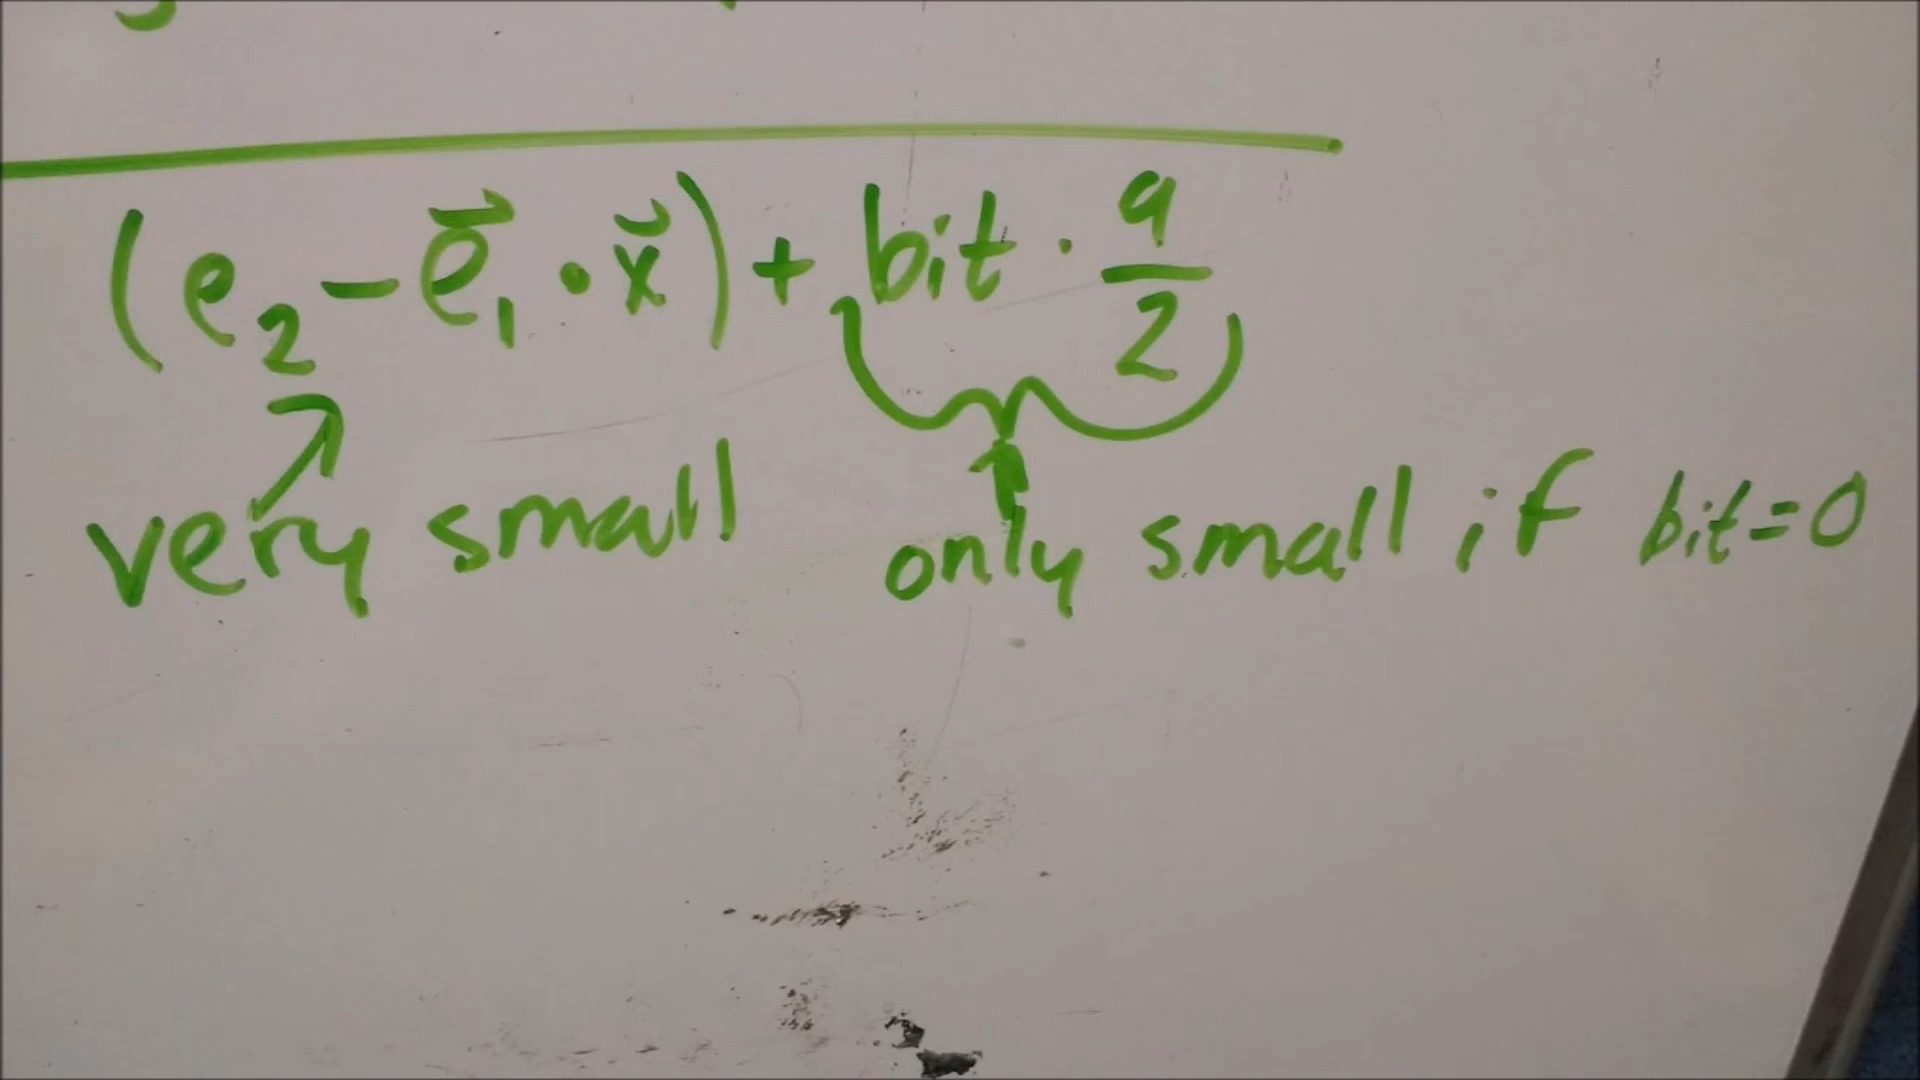 (e₂ - e⃗₁ · x⃗) + bit · q/2
very small only small if bit=0